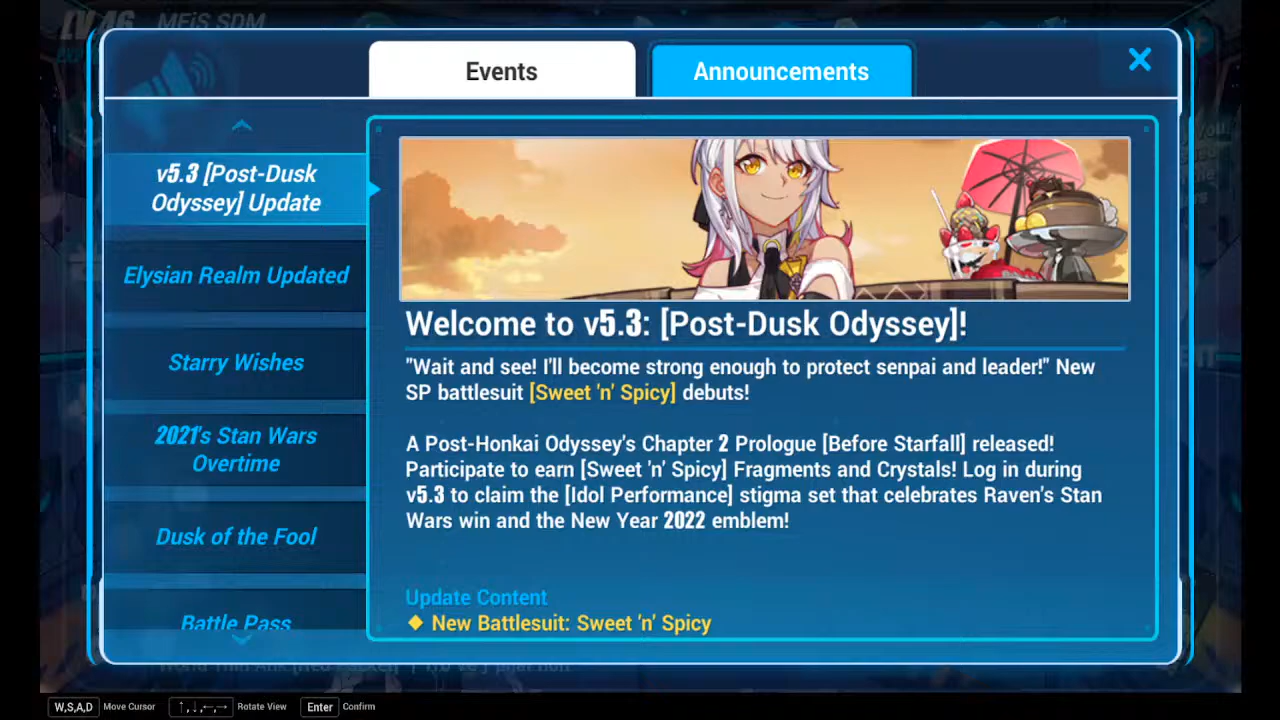 LV.46 MEiS SDM
Events
Announcements
v5.3 [Post-Dusk
Odyssey] Update
Elysian Realm Updated
Starry Wishes
2021's Stan Wars
Overtime
Dusk of the Fool
Battle Pass
Welcome to v5.3: [Post-Dusk Odyssey]!
"Wait and see! I'll become strong enough to protect senpai and leader!" New
SP battlesuit [Sweet 'n' Spicy] debuts!
A Post-Honkai Odyssey's Chapter 2 Prologue [Before Starfall] released!
Participate to earn [Sweet 'n' Spicy] Fragments and Crystals! Log in during
v5.3 to claim the [Idol Performance] stigma set that celebrates Raven's Stan
Wars win and the New Year 2022 emblem!
Update Content
◆ New Battlesuit: Sweet 'n' Spicy
W,S,A,D Move Cursor ↑,↓,←,→ Rotate View Enter Confirm